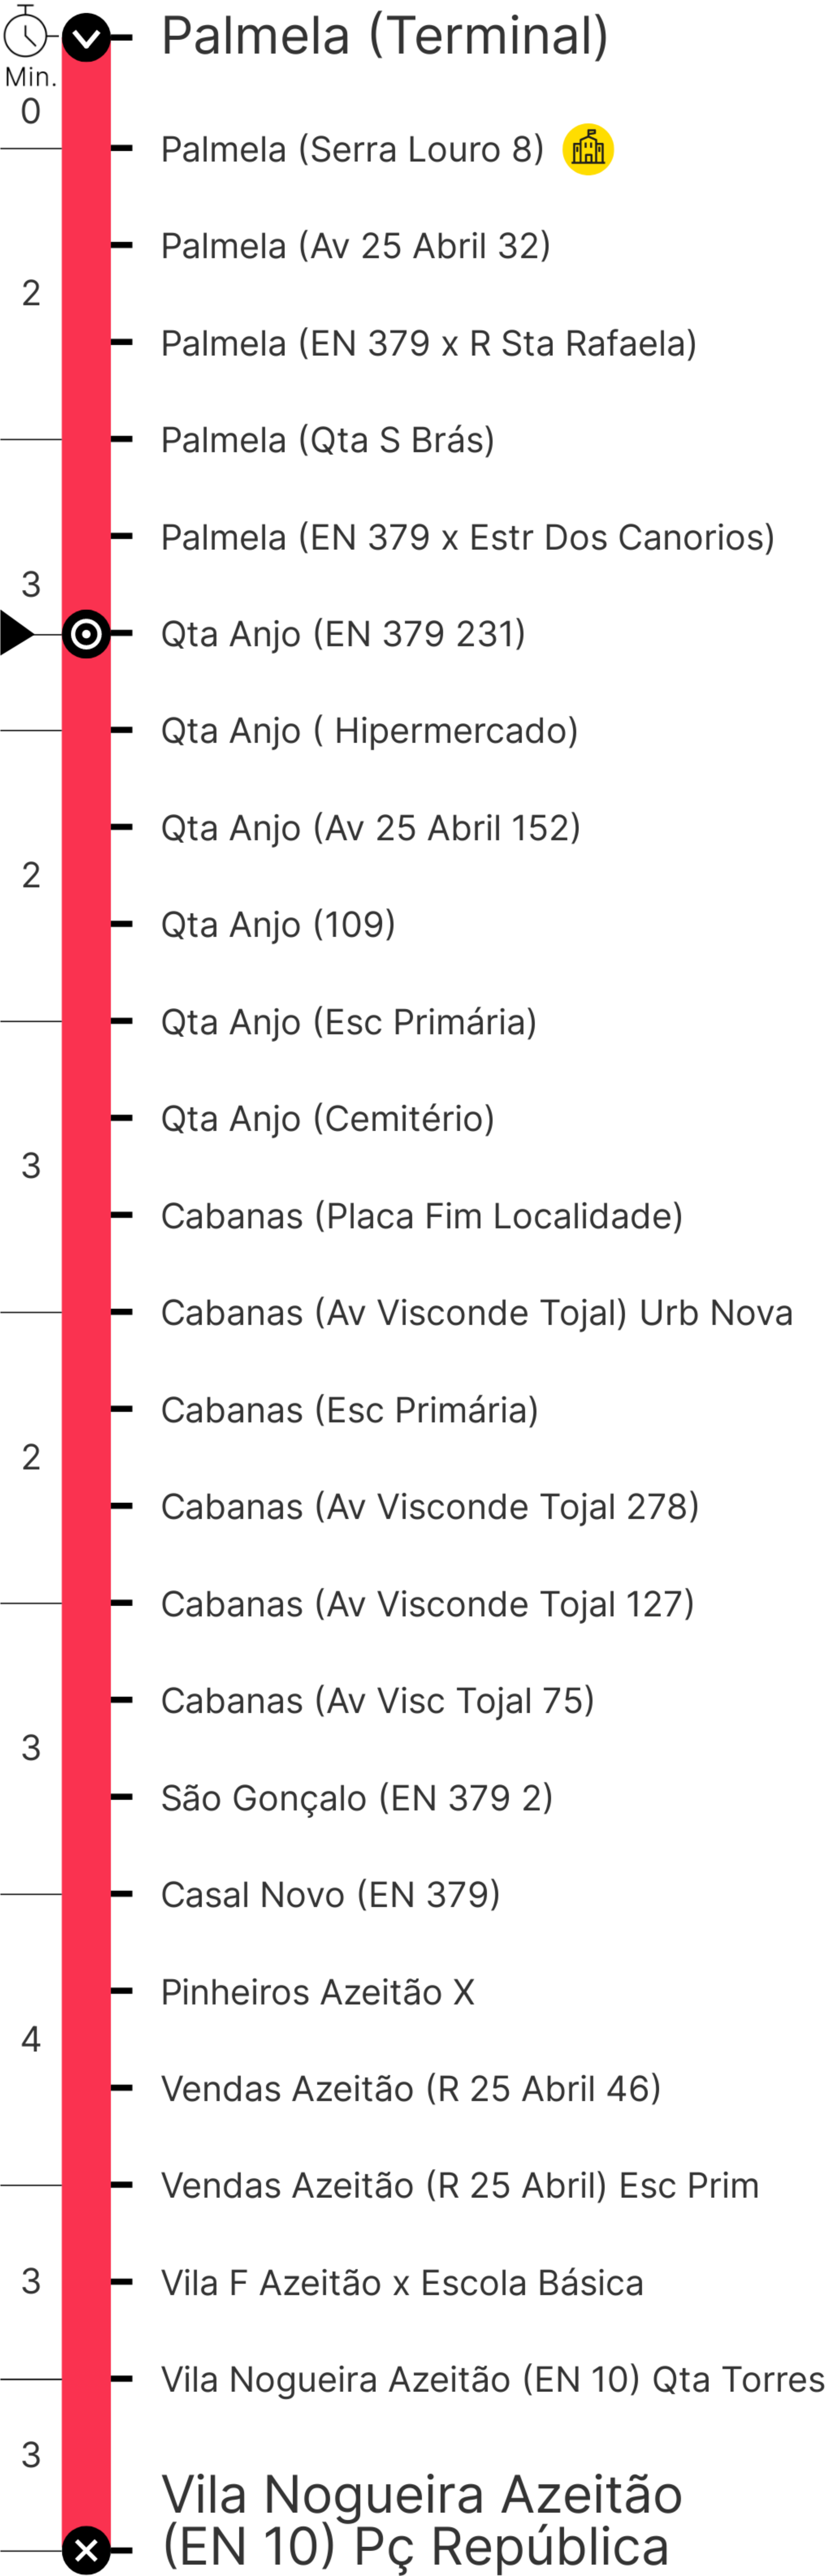 Palmela (Terminal)
Min.
0
Palmela (Serra Louro 8)
Palmela (Av 25 Abril 32)
2
Palmela (EN 379 x R Sta Rafaela)
Palmela (Qta S Brás)
Palmela (EN 379 x Estr Dos Canorios)
3
Qta Anjo (EN 379 231)
Qta Anjo ( Hipermercado)
Qta Anjo (Av 25 Abril 152)
2
Qta Anjo (109)
Qta Anjo (Esc Primária)
Qta Anjo (Cemitério)
3
Cabanas (Placa Fim Localidade)
Cabanas (Av Visconde Tojal) Urb Nova
Cabanas (Esc Primária)
2
Cabanas (Av Visconde Tojal 278)
Cabanas (Av Visconde Tojal 127)
Cabanas (Av Visc Tojal 75)
3
São Gonçalo (EN 379 2)
Casal Novo (EN 379)
Pinheiros Azeitão X
4
Vendas Azeitão (R 25 Abril 46)
Vendas Azeitão (R 25 Abril) Esc Prim
3
Vila F Azeitão x Escola Básica
Vila Nogueira Azeitão (EN 10) Qta Torres
3
Vila Nogueira Azeitão
(EN 10) Pç República